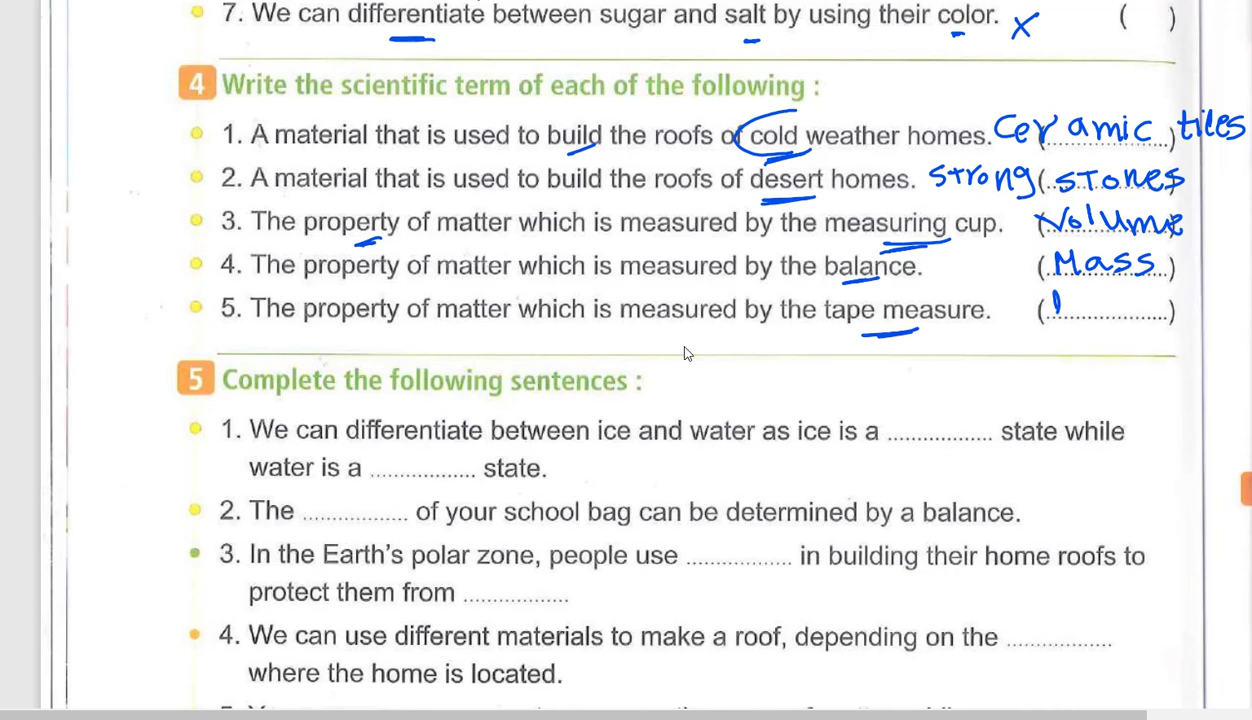 7. We can differentiate between sugar and salt by using their color. X ( )
4 Write the scientific term of each of the following :
1. A material that is used to build the roofs of cold weather homes. Ceramic tiles (....................)
2. A material that is used to build the roofs of desert homes. strong stones (....................)
3. The property of matter which is measured by the measuring cup. (Volume)
4. The property of matter which is measured by the balance. (Mass)
5. The property of matter which is measured by the tape measure. (....................)
5 Complete the following sentences :
1. We can differentiate between ice and water as ice is a .................. state while
water is a .................. state.
2. The .................. of your school bag can be determined by a balance.
3. In the Earth's polar zone, people use .................. in building their home roofs to
protect them from ..................
4. We can use different materials to make a roof, depending on the ..................
where the home is located.